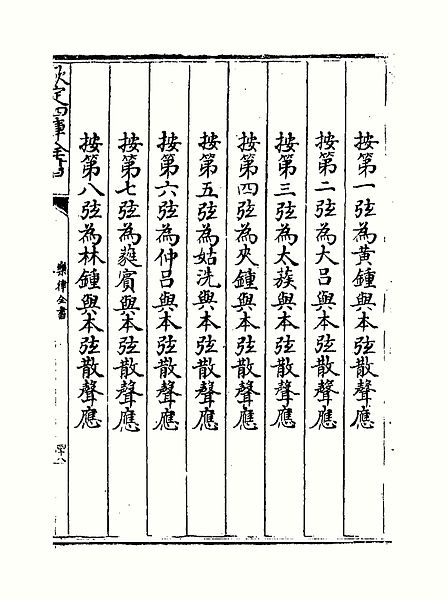 按第一弦為黃鍾與本弦散聲應
按第二弦為大呂與本弦散聲應
按第三弦為太蔟與本弦散聲應
按第四弦為夾鍾與本弦散聲應
按第五弦為姑洗與本弦散聲應
按第六弦為仲呂與本弦散聲應
按第七弦為蕤賔與本弦散聲應
按第八弦為林鍾與本弦散聲應
欽定四庫全書
樂律全書